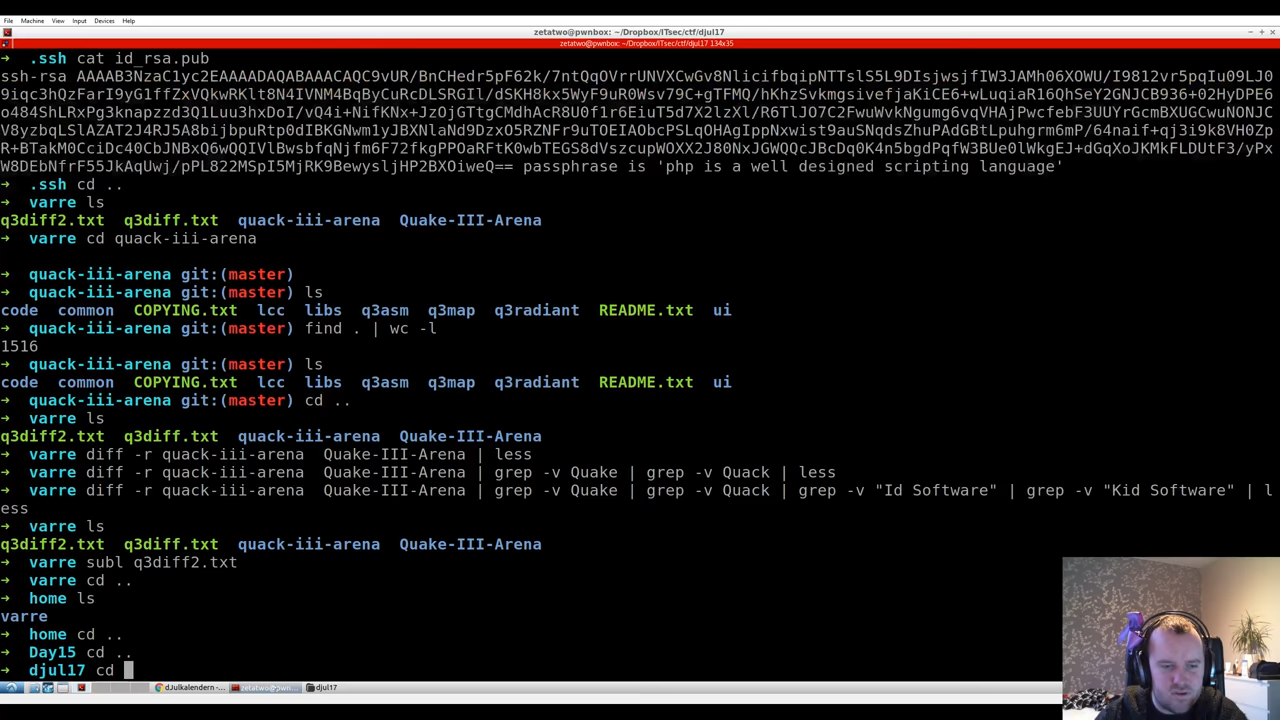 File Machine View Input Devices Help
zetatwo@pwnbox: ~/Dropbox/ITsec/ctf/djul17
zetatwo@pwnbox: ~/Dropbox/ITsec/ctf/djul17 134x35
→ .ssh cat id_rsa.pub
ssh-rsa AAAAB3NzaC1yc2EAAAADAQABAAACAQC9vUR/BnCHedr5pF62k/7ntQqOVrrUNVXCwGv8NlicifbqipNTTslS5L9DIsjwsjfIW3JAMh06XOWU/I9812vr5pqIu09LJ0
9iqc3hQzFarI9yG1ffZxVQkwRKlt8N4IVNM4BqByCuRcDLSRGIl/dSKH8kx5WyF9uR0Wsv79C+gTFMQ/hKhzSvkmgsivefjaKiCE6+wLuqiaR16QhSeY2GNJCB936+02HyDPE6
o484ShLRxPg3knapzzd3Q1Luu3hxDoI/vQ4i+NifKNx+JzOjGTtgCMdhAcR8U0f1r6EiuT5d7X2lzXl/R6TlJO7C2FwuWvkNgumg6vqVHAjPwcfebF3UUYrGcmBXUGCwuNONJC
V8yzbqLSlAZAT2J4RJ5A8bijbpuRtp0dIBKGNwm1yJBXNlaNd9DzxO5RZNFr9uTOEIAObcPSLqOHAgIppNxwist9auSNqdsZhuPAdGBtLpuhgrm6mP/64naif+qj3i9k8VH0Zp
R+BTakM0CciDc40CbJNBxQ6wQQIVlBwsbfqNjfm6F72fkgPPOaRFtK0wbTEGS8dVszcupWOXX2J80NxJGWQQcJBcDq0K4n5bgdPqfW3BUe0lWkgEJ+dGqXoJKMkFLDUtF3/yPx
W8DEbNfrF55JkAqUwj/pPL822MSpI5MjRK9BewysljHP2BXOiweQ== passphrase is 'php is a well designed scripting language'
→ .ssh cd ..
→ varre ls
q3diff2.txt q3diff.txt quack-iii-arena Quake-III-Arena
→ varre cd quack-iii-arena
→ quack-iii-arena git:(master)
→ quack-iii-arena git:(master) ls
code common COPYING.txt lcc libs q3asm q3map q3radiant README.txt ui
→ quack-iii-arena git:(master) find . | wc -l
1516
→ quack-iii-arena git:(master) ls
code common COPYING.txt lcc libs q3asm q3map q3radiant README.txt ui
→ quack-iii-arena git:(master) cd ..
→ varre ls
q3diff2.txt q3diff.txt quack-iii-arena Quake-III-Arena
→ varre diff -r quack-iii-arena Quake-III-Arena | less
→ varre diff -r quack-iii-arena Quake-III-Arena | grep -v Quake | grep -v Quack | less
→ varre diff -r quack-iii-arena Quake-III-Arena | grep -v Quake | grep -v Quack | grep -v "Id Software" | grep -v "Kid Software" | l
ess
→ varre ls
q3diff2.txt q3diff.txt quack-iii-arena Quake-III-Arena
→ varre subl q3diff2.txt
→ varre cd ..
→ home ls
varre
→ home cd ..
→ Day15 cd ..
→ djul17 cd
dJulkalendern -... zetatwo@pwnbo... djul17